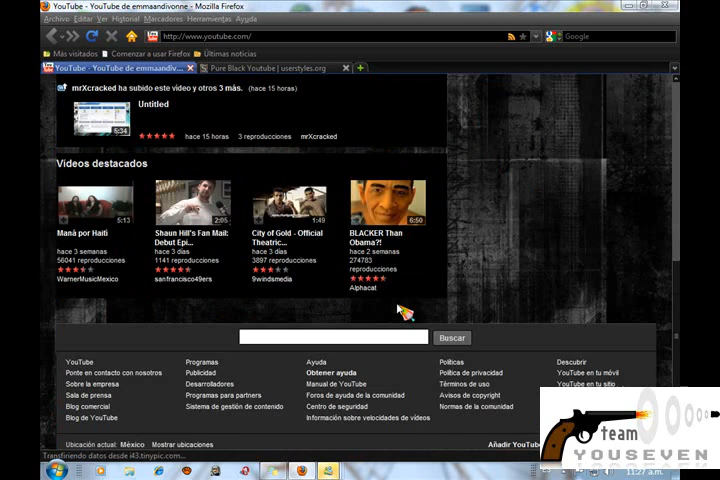 YouTube - YouTube de emmaandivonne - Mozilla Firefox
Archivo Editar Ver Historial Marcadores Herramientas Ayuda
http://www.youtube.com/
Google
Más visitados Comenzar a usar Firefox Últimas noticias
YouTube - YouTube de emmaandivonne... Pure Black Youtube | userstyles.org
mrXcracked ha subido este vídeo y otros 3 más. (hace 15 horas)
Untitled
5:34
hace 15 horas 3 reproducciones mrXcracked
Vídeos destacados
5:13 2:05 1:49 6:50
Maná por Haití
hace 3 semanas
56041 reproducciones
WarnerMusicMexico
Shaun Hill's Fan Mail:
Debut Epi...
hace 3 días
1141 reproducciones
sanfrancisco49ers
City of Gold - Official
Theatric...
hace 3 días
3897 reproducciones
9windsmedia
BLACKER Than
Obama?!
hace 2 semanas
274783
reproducciones
Alphacat
Buscar
YouTube
Ponte en contacto con nosotros
Sobre la empresa
Sala de prensa
Blog comercial
Blog de YouTube
Programas
Publicidad
Desarrolladores
Programas para partners
Sistema de gestión de contenido
Ayuda
Obtener ayuda
Manual de YouTube
Foros de ayuda de la comunidad
Centro de seguridad
Información sobre velocidades de vídeos
Políticas
Política de privacidad
Términos de uso
Avisos de copyright
Normas de la comunidad
Descubrir
YouTube en tu móvil
YouTube en tu sitio
Ubicación actual: México Mostrar ubicaciones
Añadir YouTube
Transfiriendo datos desde i43.tinypic.com...
team
YOUSEVEN
11:27 a.m.